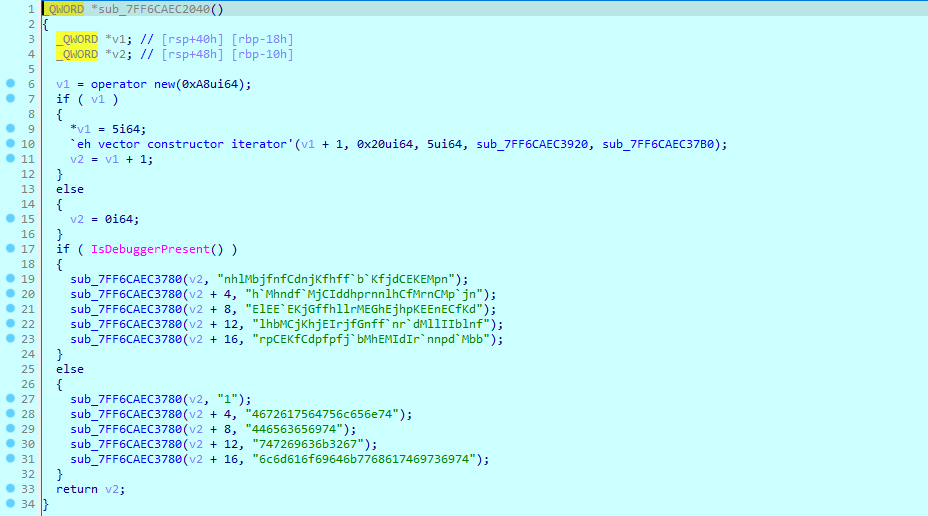 1 _QWORD *sub_7FF6CAEC2040()
2 {
3   _QWORD *v1; // [rsp+40h] [rbp-18h]
4   _QWORD *v2; // [rsp+48h] [rbp-10h]
5
6   v1 = operator new(0xA8ui64);
7   if ( v1 )
8   {
9     *v1 = 5i64;
10     `eh vector constructor iterator'(v1 + 1, 0x20ui64, 5ui64, sub_7FF6CAEC3920, sub_7FF6CAEC37B0);
11     v2 = v1 + 1;
12   }
13   else
14   {
15     v2 = 0i64;
16   }
17   if ( IsDebuggerPresent() )
18   {
19     sub_7FF6CAEC3780(v2, "nhlMbjfnfCdnjKfhff`b`KfjdCEKEMpn");
20     sub_7FF6CAEC3780(v2 + 4, "h`Mhndf`MjCIddhprnnlhCfMrnCMp`jn");
21     sub_7FF6CAEC3780(v2 + 8, "ElEE`EKjGffhllrMEGhEjhpKEEnECfKd");
22     sub_7FF6CAEC3780(v2 + 12, "lhbMCjKhjEIrjfGnff`nr`dMllIIblnf");
23     sub_7FF6CAEC3780(v2 + 16, "rpCEKfCdpfpfj`bMhEMIdIr`nnpd`Mbb");
24   }
25   else
26   {
27     sub_7FF6CAEC3780(v2, "1");
28     sub_7FF6CAEC3780(v2 + 4, "4672617564756c656e74");
29     sub_7FF6CAEC3780(v2 + 8, "446563656974");
30     sub_7FF6CAEC3780(v2 + 12, "747269636b3267");
31     sub_7FF6CAEC3780(v2 + 16, "6c6d616f69646b7768617469736974");
32   }
33   return v2;
34 }